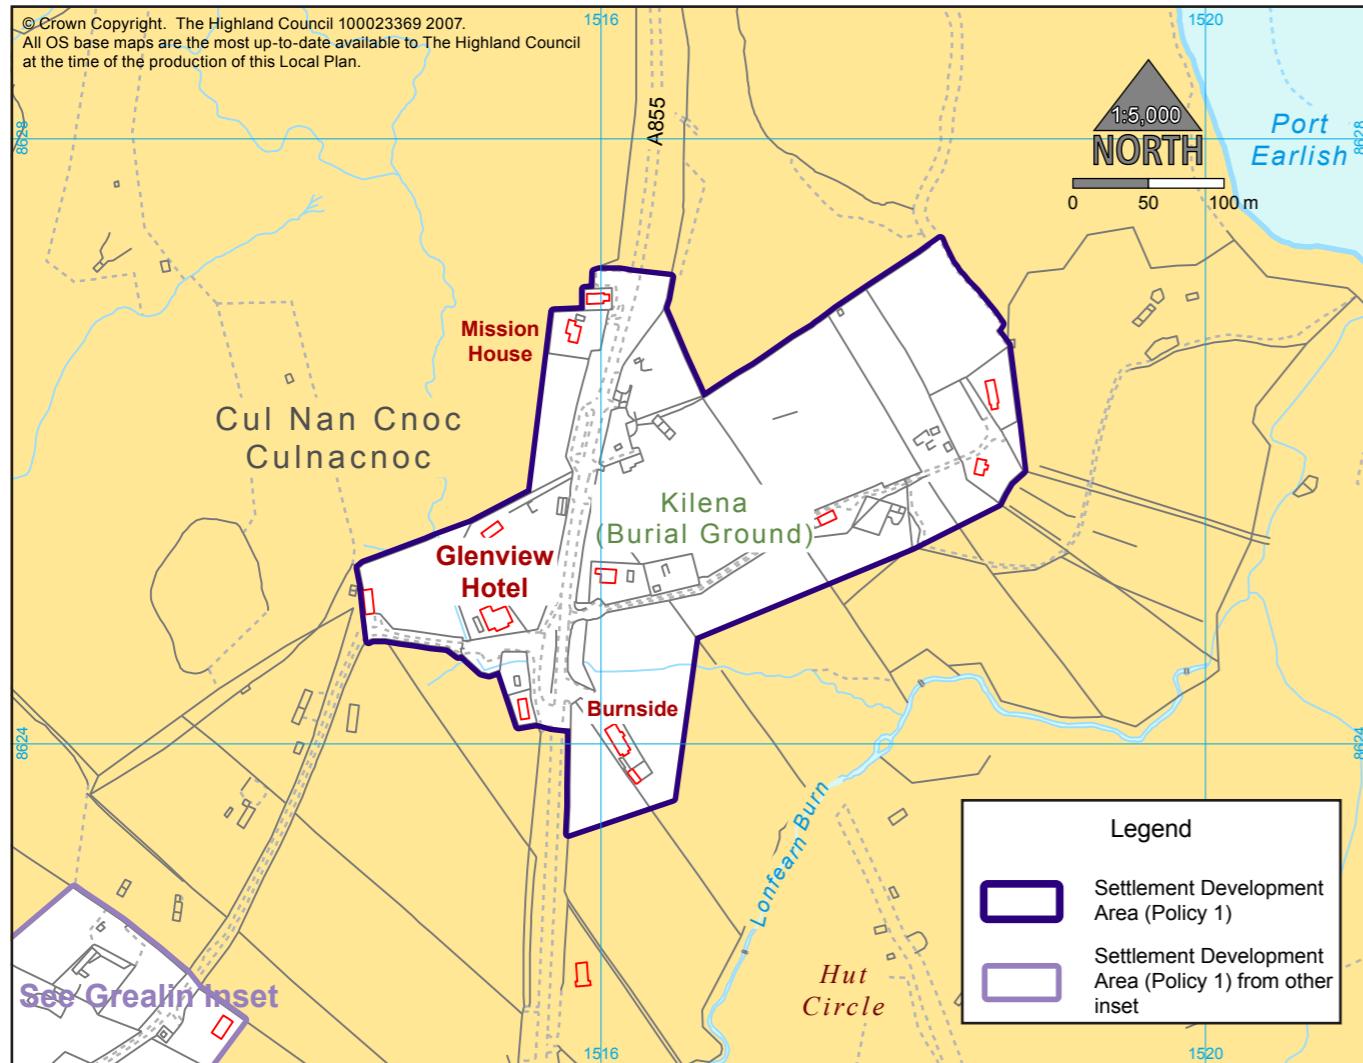 © Crown Copyright. The Highland Council 100023369 2007.
All OS base maps are the most up-to-date available to The Highland Council
at the time of the production of this Local Plan.
1516
1520
A855
8628
8628
1:5,000
NORTH
0 50 100 m
Port
Earlish
Mission
House
Cul Nan Cnoc
Culnacnoc
Kilena
(Burial Ground)
Glenview
Hotel
Burnside
8624
8624
Lonfearn Burn
Hut
Circle
See Grealin Inset
Legend
Settlement Development
Area (Policy 1)
Settlement Development
Area (Policy 1) from other
inset
1516
1520